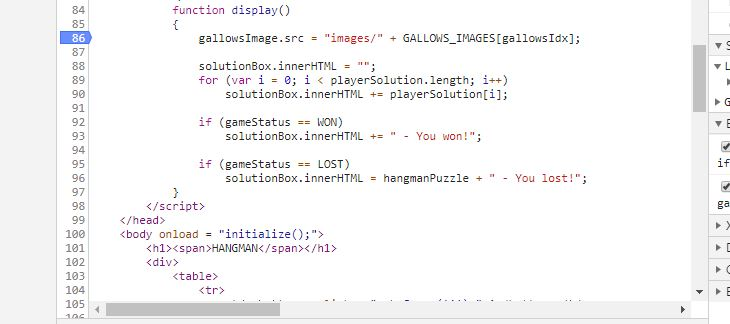 84 function display()
85 {
86 gallowsImage.src = "images/" + GALLOWS_IMAGES[gallowsIdx];
87
88 solutionBox.innerHTML = "";
89 for (var i = 0; i < playerSolution.length; i++)
90 solutionBox.innerHTML += playerSolution[i];
91
92 if (gameStatus == WON)
93 solutionBox.innerHTML += " - You won!";
94
95 if (gameStatus == LOST)
96 solutionBox.innerHTML = hangmanPuzzle + " - You lost!";
97 }
98 </script>
99 </head>
100 <body onload = "initialize();">
101 <h1><span>HANGMAN</span></h1>
102 <div>
103 <table>
104 <tr>
105
if
ga